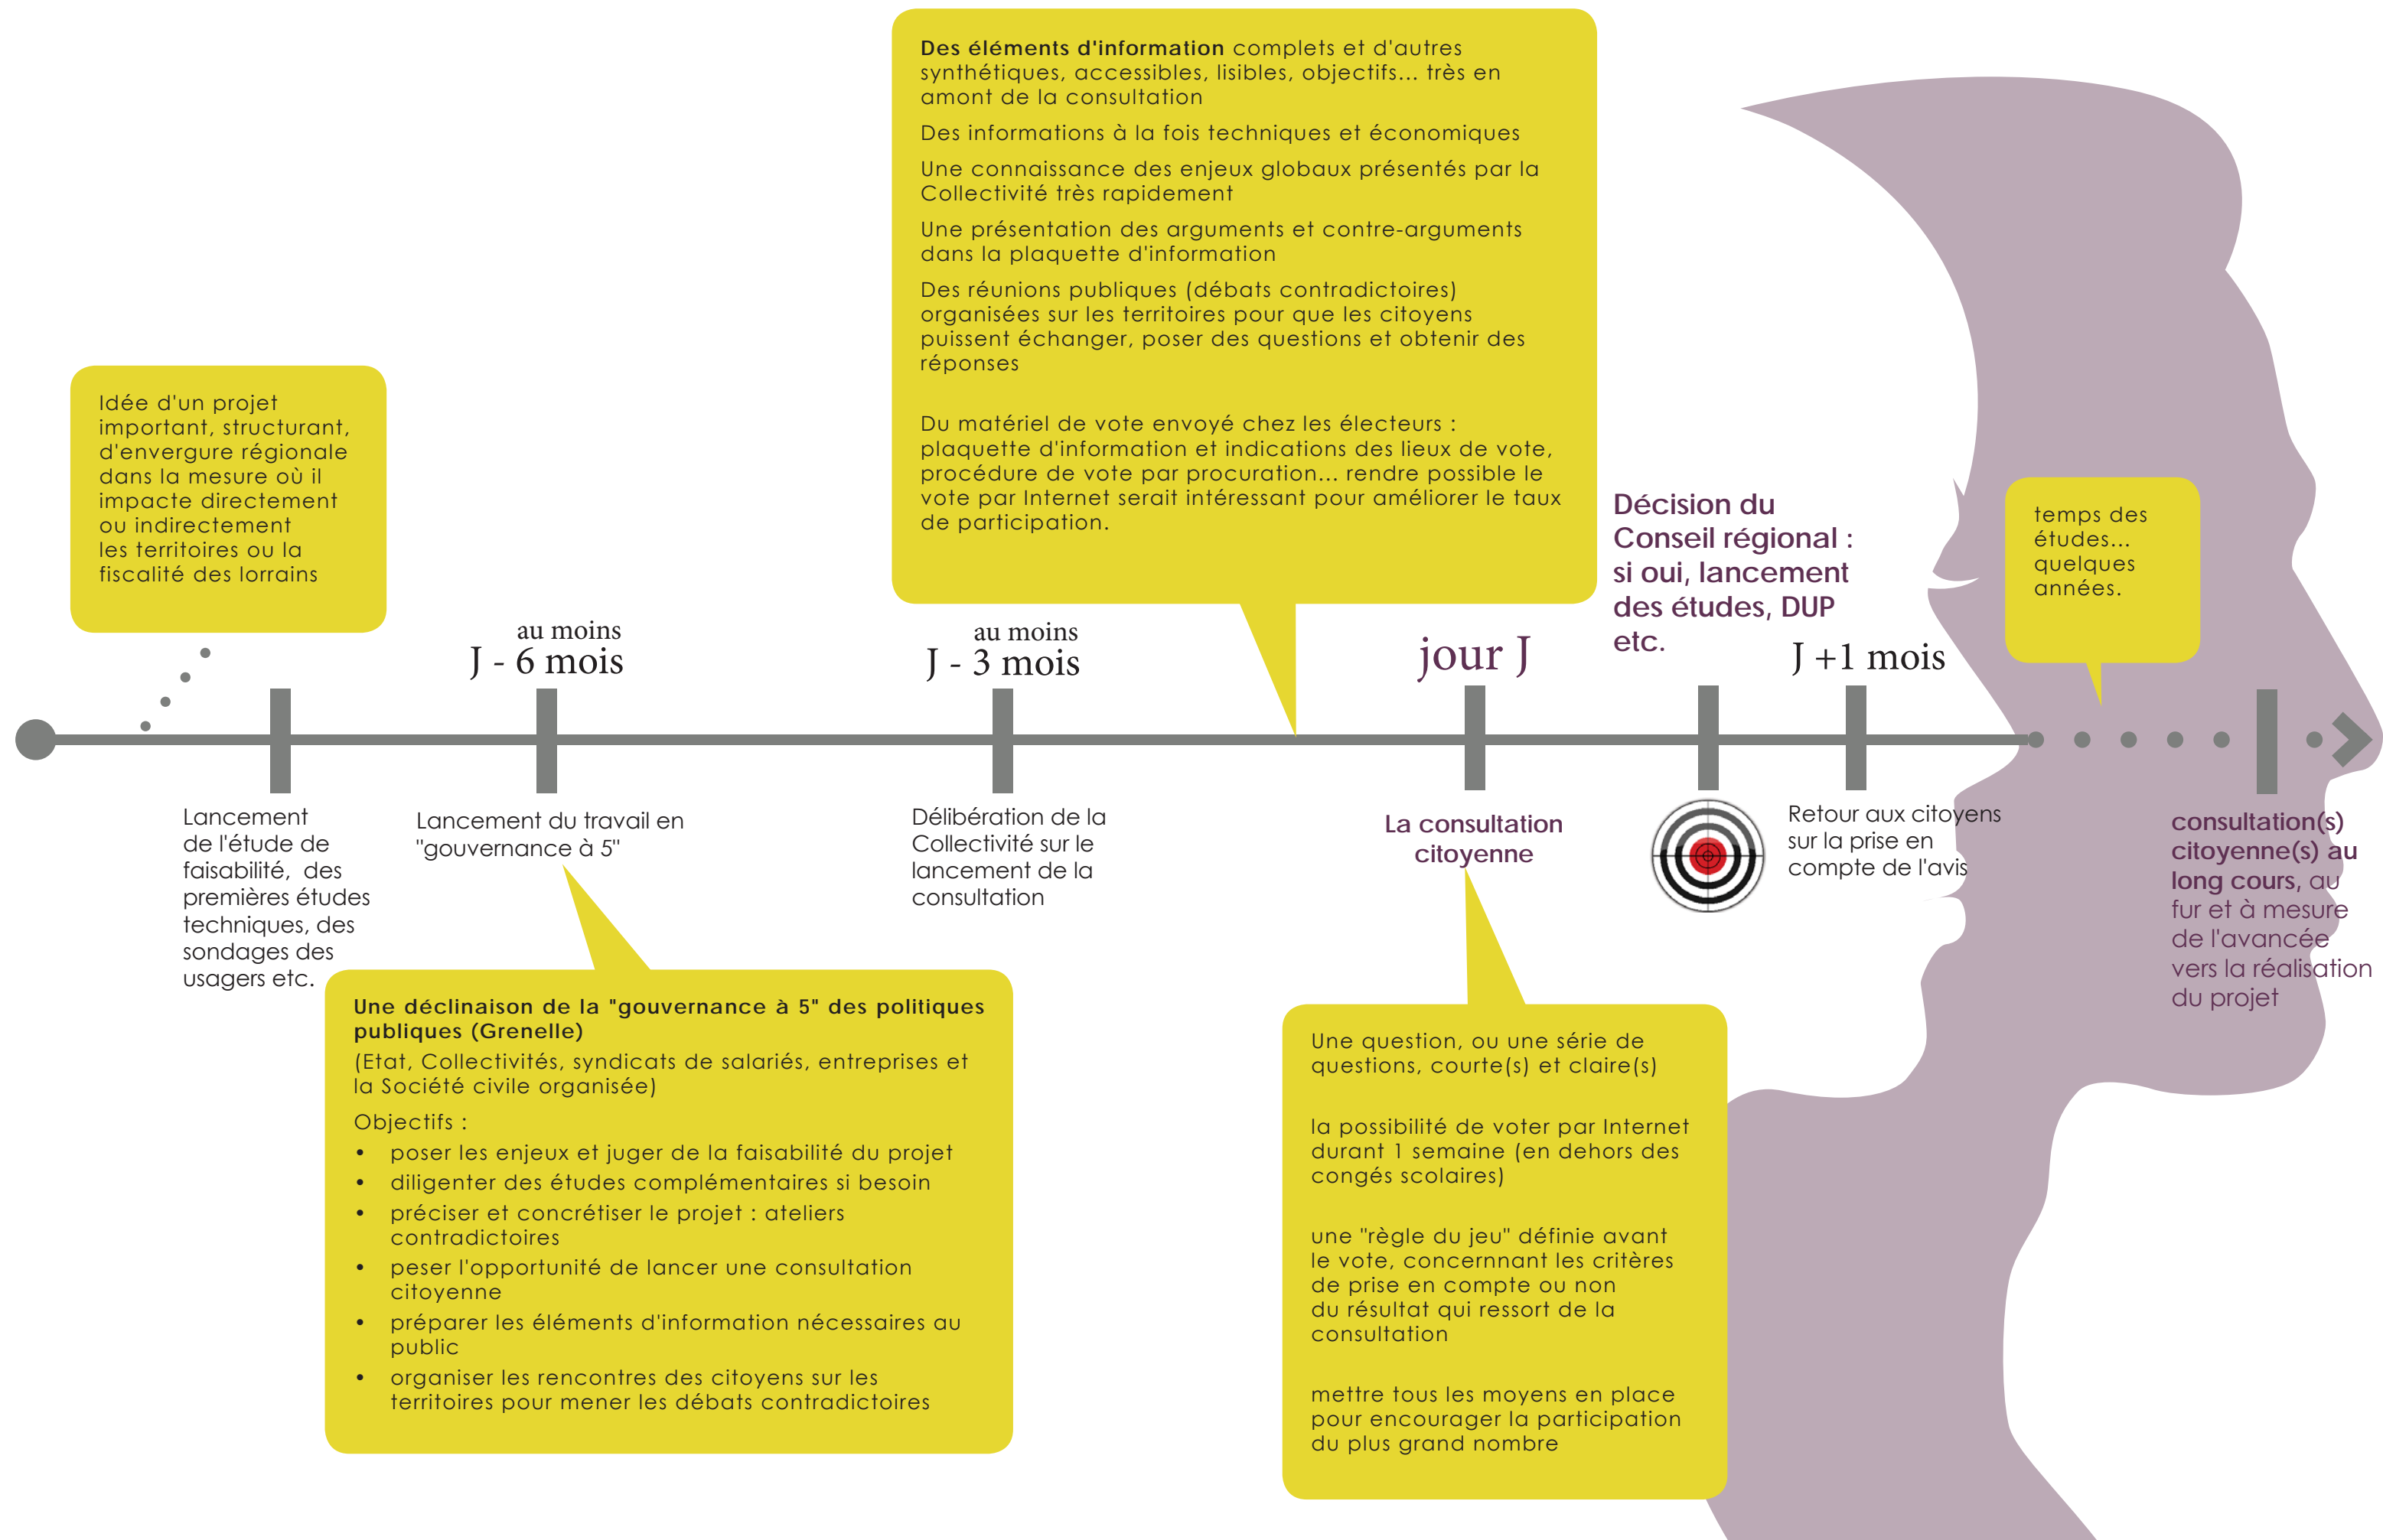 Des éléments d'information complets et d'autres
synthétiques, accessibles, lisibles, objectifs... très en
amont de la consultation
Des informations à la fois techniques et économiques
Une connaissance des enjeux globaux présentés par la
Collectivité très rapidement
Une présentation des arguments et contre-arguments
dans la plaquette d'information
Des réunions publiques (débats contradictoires)
organisées sur les territoires pour que les citoyens
puissent échanger, poser des questions et obtenir des
réponses
Du matériel de vote envoyé chez les électeurs :
plaquette d'information et indications des lieux de vote,
procédure de vote par procuration... rendre possible le
vote par Internet serait intéressant pour améliorer le taux
de participation.
Idée d'un projet
important, structurant,
d'envergure régionale
dans la mesure où il
impacte directement
ou indirectement
les territoires ou la
fiscalité des lorrains
Décision du
Conseil régional :
si oui, lancement
des études, DUP
etc.
temps des
études...
quelques
années.
au moins
J - 6 mois
au moins
J - 3 mois
jour J
J +1 mois
Lancement
de l'étude de
faisabilité, des
premières études
techniques, des
sondages des
usagers etc.
Lancement du travail en
"gouvernance à 5"
Délibération de la
Collectivité sur le
lancement de la
consultation
La consultation
citoyenne
Retour aux citoyens
sur la prise en
compte de l'avis
consultation(s)
citoyenne(s) au
long cours, au
fur et à mesure
de l'avancée
vers la réalisation
du projet
Une déclinaison de la "gouvernance à 5" des politiques
publiques (Grenelle)
(Etat, Collectivités, syndicats de salariés, entreprises et
la Société civile organisée)
Objectifs :
• poser les enjeux et juger de la faisabilité du projet
• diligenter des études complémentaires si besoin
• préciser et concrétiser le projet : ateliers
contradictoires
• peser l'opportunité de lancer une consultation
citoyenne
• préparer les éléments d'information nécessaires au
public
• organiser les rencontres des citoyens sur les
territoires pour mener les débats contradictoires
Une question, ou une série de
questions, courte(s) et claire(s)
la possibilité de voter par Internet
durant 1 semaine (en dehors des
congés scolaires)
une "règle du jeu" définie avant
le vote, concernnant les critères
de prise en compte ou non
du résultat qui ressort de la
consultation
mettre tous les moyens en place
pour encourager la participation
du plus grand nombre